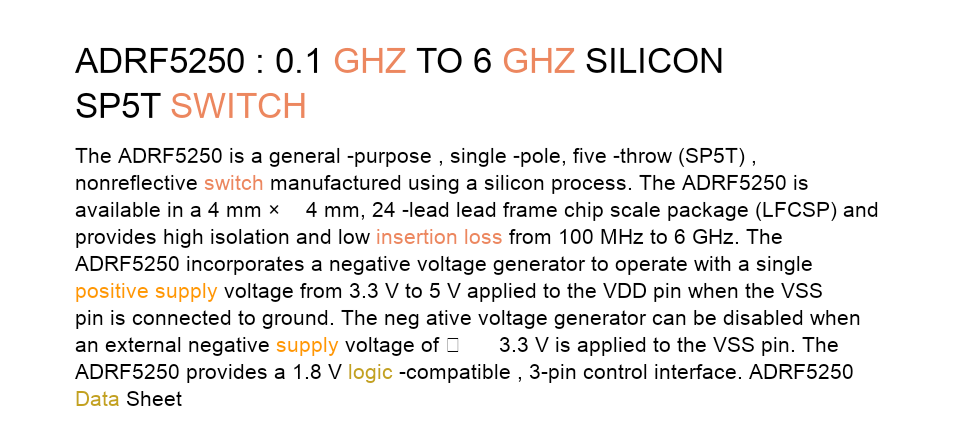 ADRF5250 : 0.1 GHZ TO 6 GHZ SILICON
SP5T SWITCH
The ADRF5250 is a general -purpose , single -pole, five -throw (SP5T) ,
nonreflective switch manufactured using a silicon process. The ADRF5250 is
available in a 4 mm × 4 mm, 24 -lead lead frame chip scale package (LFCSP) and
provides high isolation and low insertion loss from 100 MHz to 6 GHz. The
ADRF5250 incorporates a negative voltage generator to operate with a single
positive supply voltage from 3.3 V to 5 V applied to the VDD pin when the VSS
pin is connected to ground. The neg ative voltage generator can be disabled when
an external negative supply voltage of □ 3.3 V is applied to the VSS pin. The
ADRF5250 provides a 1.8 V logic -compatible , 3-pin control interface. ADRF5250
Data Sheet